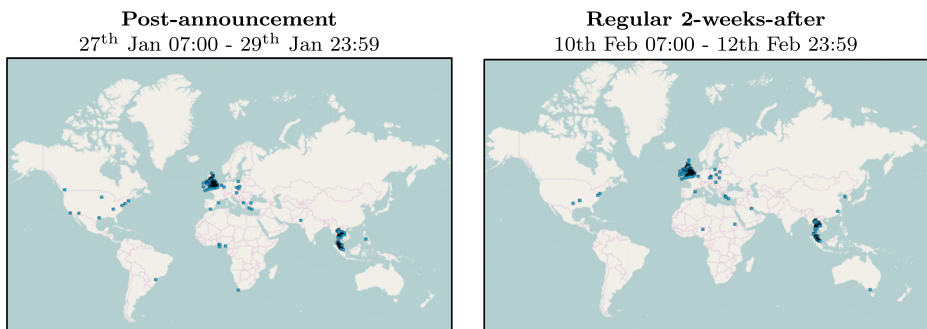 Post-announcement
27th Jan 07:00 - 29th Jan 23:59
Regular 2-weeks-after
10th Feb 07:00 - 12th Feb 23:59